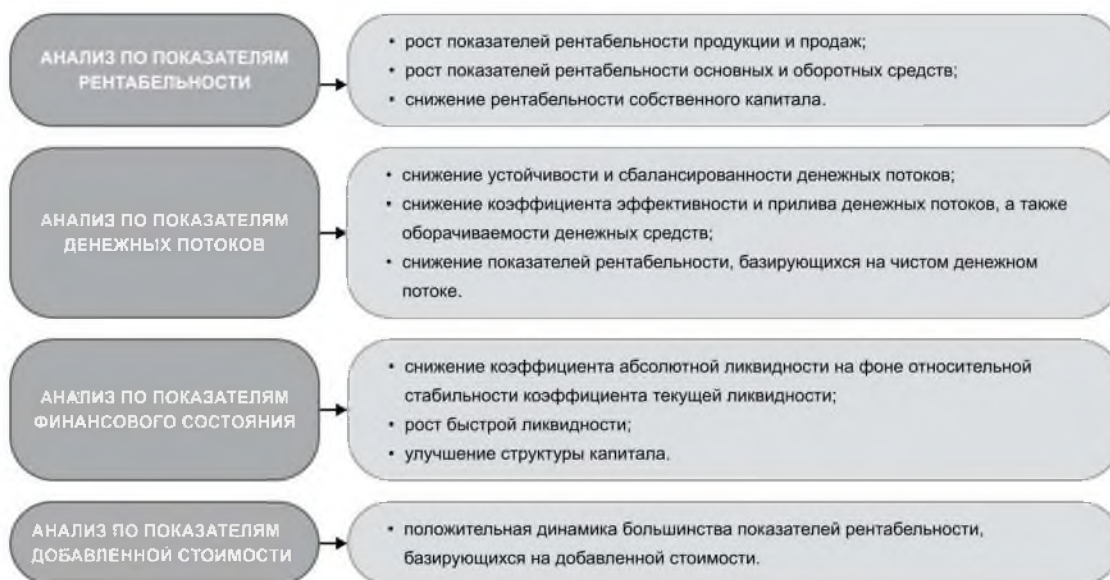 АНАЛИЗ ПО ПОКАЗАТЕЛЯМ
РЕНТАБЕЛЬНОСТИ
• рост показателей рентабельности продукции и продаж;
• рост показателей рентабельности основных и оборотных средств;
• снижение рентабельности собственного капитала.
АНАЛИЗ ПО ПОКАЗАТЕЛЯМ
ДЕНЕЖНЫХ ПОТОКОВ
• снижение устойчивости и сбалансированности денежных потоков;
• снижение коэффициента эффективности и прилива денежных потоков, а также
оборачиваемости денежных средств;
• снижение показателей рентабельности, базирующихся на чистом денежном
потоке.
АНАЛИЗ ПО ПОКАЗАТЕЛЯМ
ФИНАНСОВОГО СОСТОЯНИЯ
• снижение коэффициента абсолютной ликвидности на фоне относительной
стабильности коэффициента текущей ликвидности;
• рост быстрой ликвидности;
• улучшение структуры капитала.
АНАЛИЗ ПО ПОКАЗАТЕЛЯМ
ДОБАВЛЕННОЙ СТОИМОСТИ
• положительная динамика большинства показателей рентабельности,
базирующихся на добавленной стоимости.